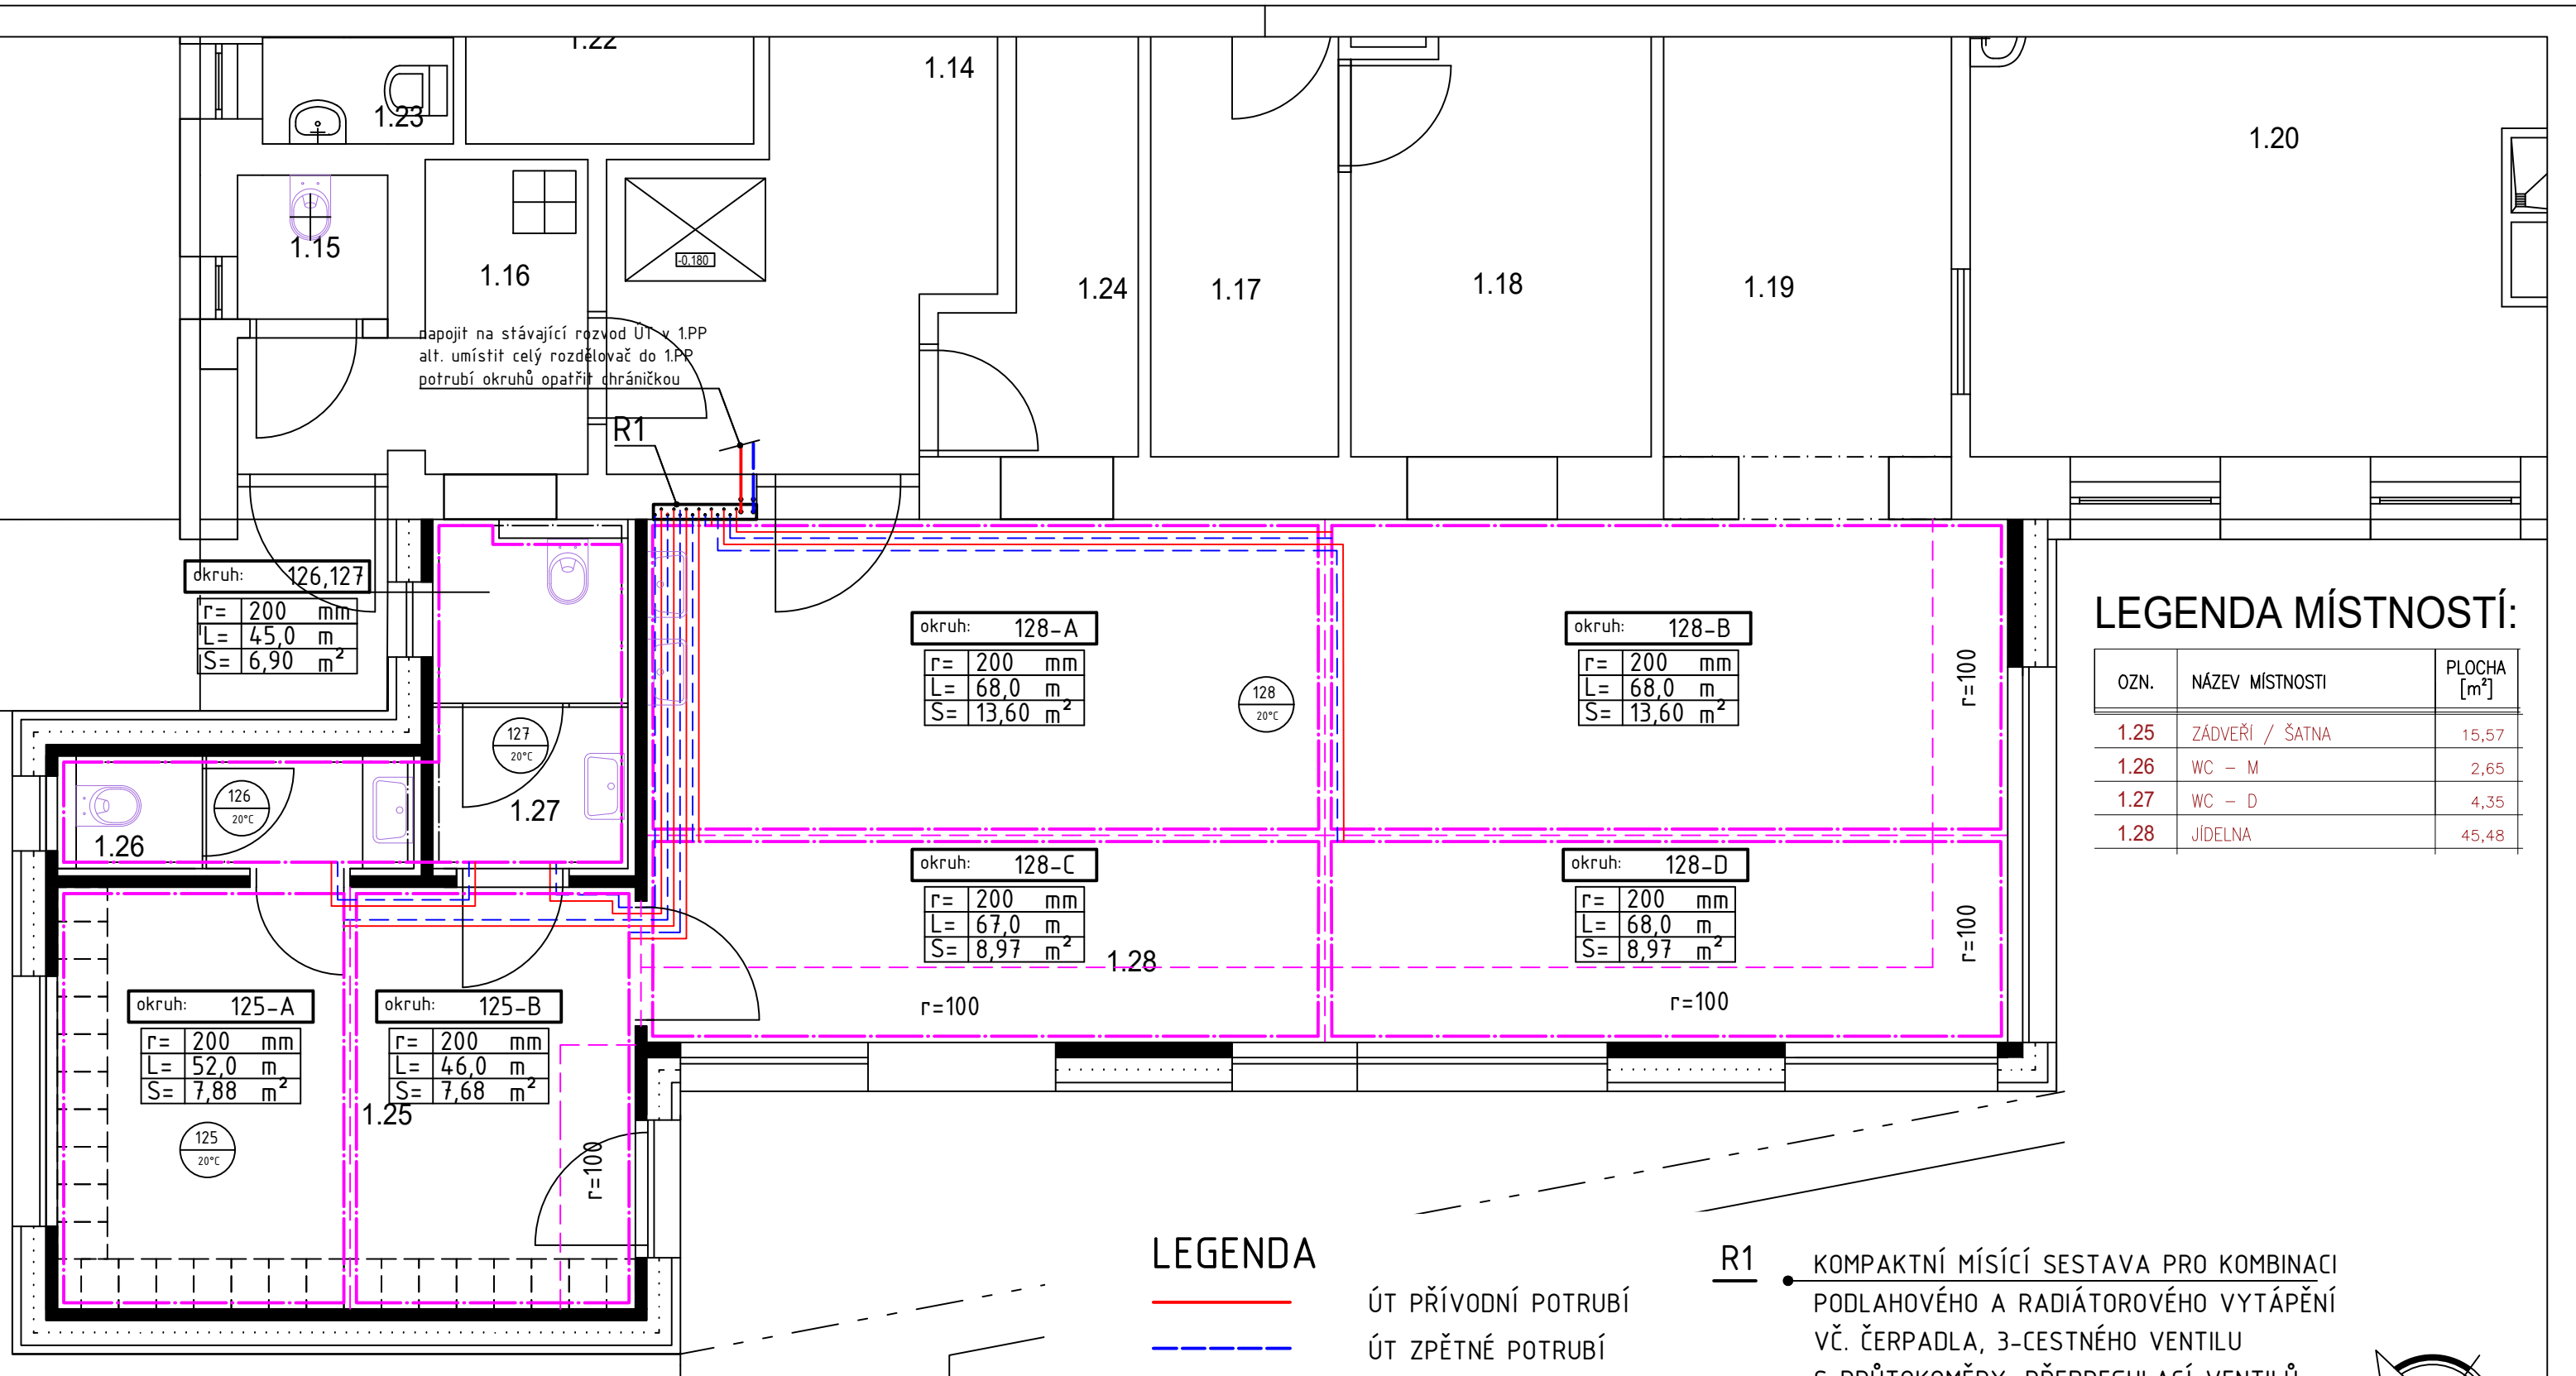 1.22
1.14
1.23
1.20
1.15
1.16
-0.180
1.24
1.17
1.18
1.19
napojit na stávající rozvod ÚT v 1.PP
alt. umístit celý rozdělovač do 1.PP
potrubí okruhů opatřit chráničkou
R1
okruh: 126,127
r= 200 mm
L= 45,0 m
S= 6,90 m²
okruh: 128-A
r= 200 mm
L= 68,0 m
S= 13,60 m²
128
20°C
okruh: 128-B
r= 200 mm
L= 68,0 m
S= 13,60 m²
r=100
127
20°C
1.27
126
20°C
1.26
okruh: 128-C
r= 200 mm
L= 67,0 m
S= 8,97 m²
1.28
r=100
okruh: 128-D
r= 200 mm
L= 68,0 m
S= 8,97 m²
r=100
r=100
okruh: 125-A
r= 200 mm
L= 52,0 m
S= 7,88 m²
125
20°C
okruh: 125-B
r= 200 mm
L= 46,0 m
S= 7,68 m²
1.25
r=100
LEGENDA MÍSTNOSTÍ:
OZN. NÁZEV MÍSTNOSTI PLOCHA [m²]
1.25 ZÁDVEŘÍ / ŠATNA 15,57
1.26 WC – M 2,65
1.27 WC – D 4,35
1.28 JÍDELNA 45,48
LEGENDA
ÚT PŘÍVODNÍ POTRUBÍ
ÚT ZPĚTNÉ POTRUBÍ
R1 KOMPAKTNÍ MÍSÍCÍ SESTAVA PRO KOMBINACI
PODLAHOVÉHO A RADIÁTOROVÉHO VYTÁPĚNÍ
VČ. ČERPADLA, 3-CESTNÉHO VENTILU
S PRŮTOKOMĚRY, PŘEDREGULACÍ VENTILŮ